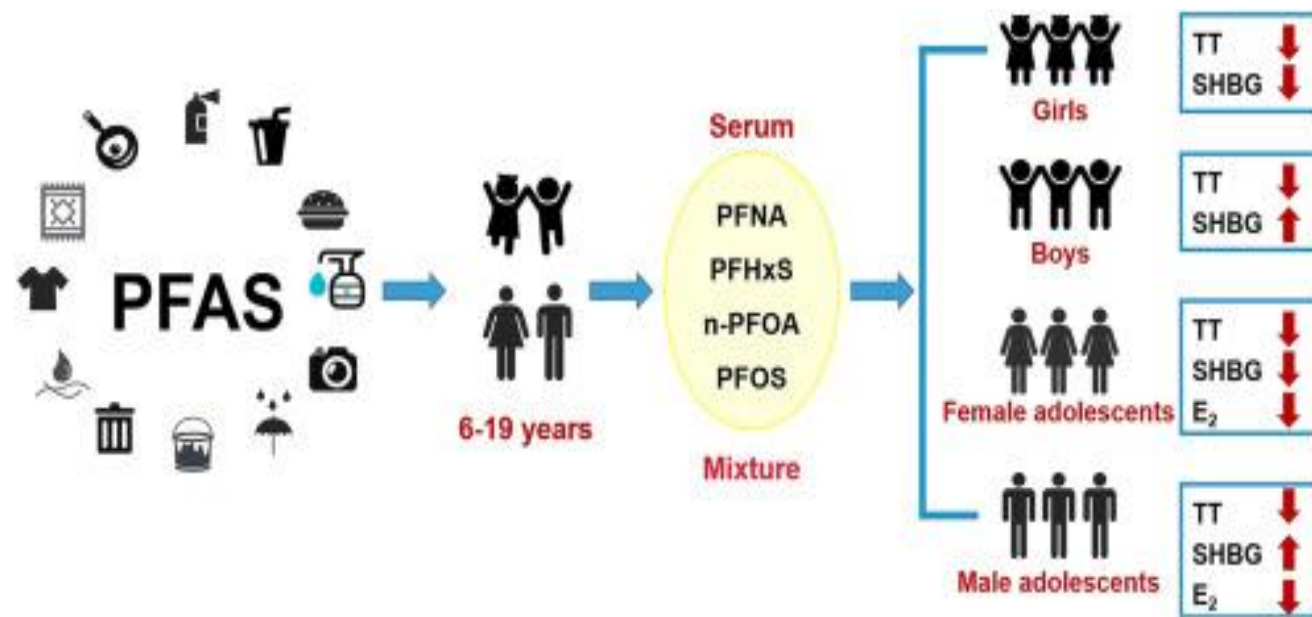 PFAS
6-19 years
Serum
PFNA
PFHxS
n-PFOA
PFOS
Mixture
Girls
TT
SHBG
Boys
TT
SHBG
Female adolescents
TT
SHBG
E₂
Male adolescents
TT
SHBG
E₂